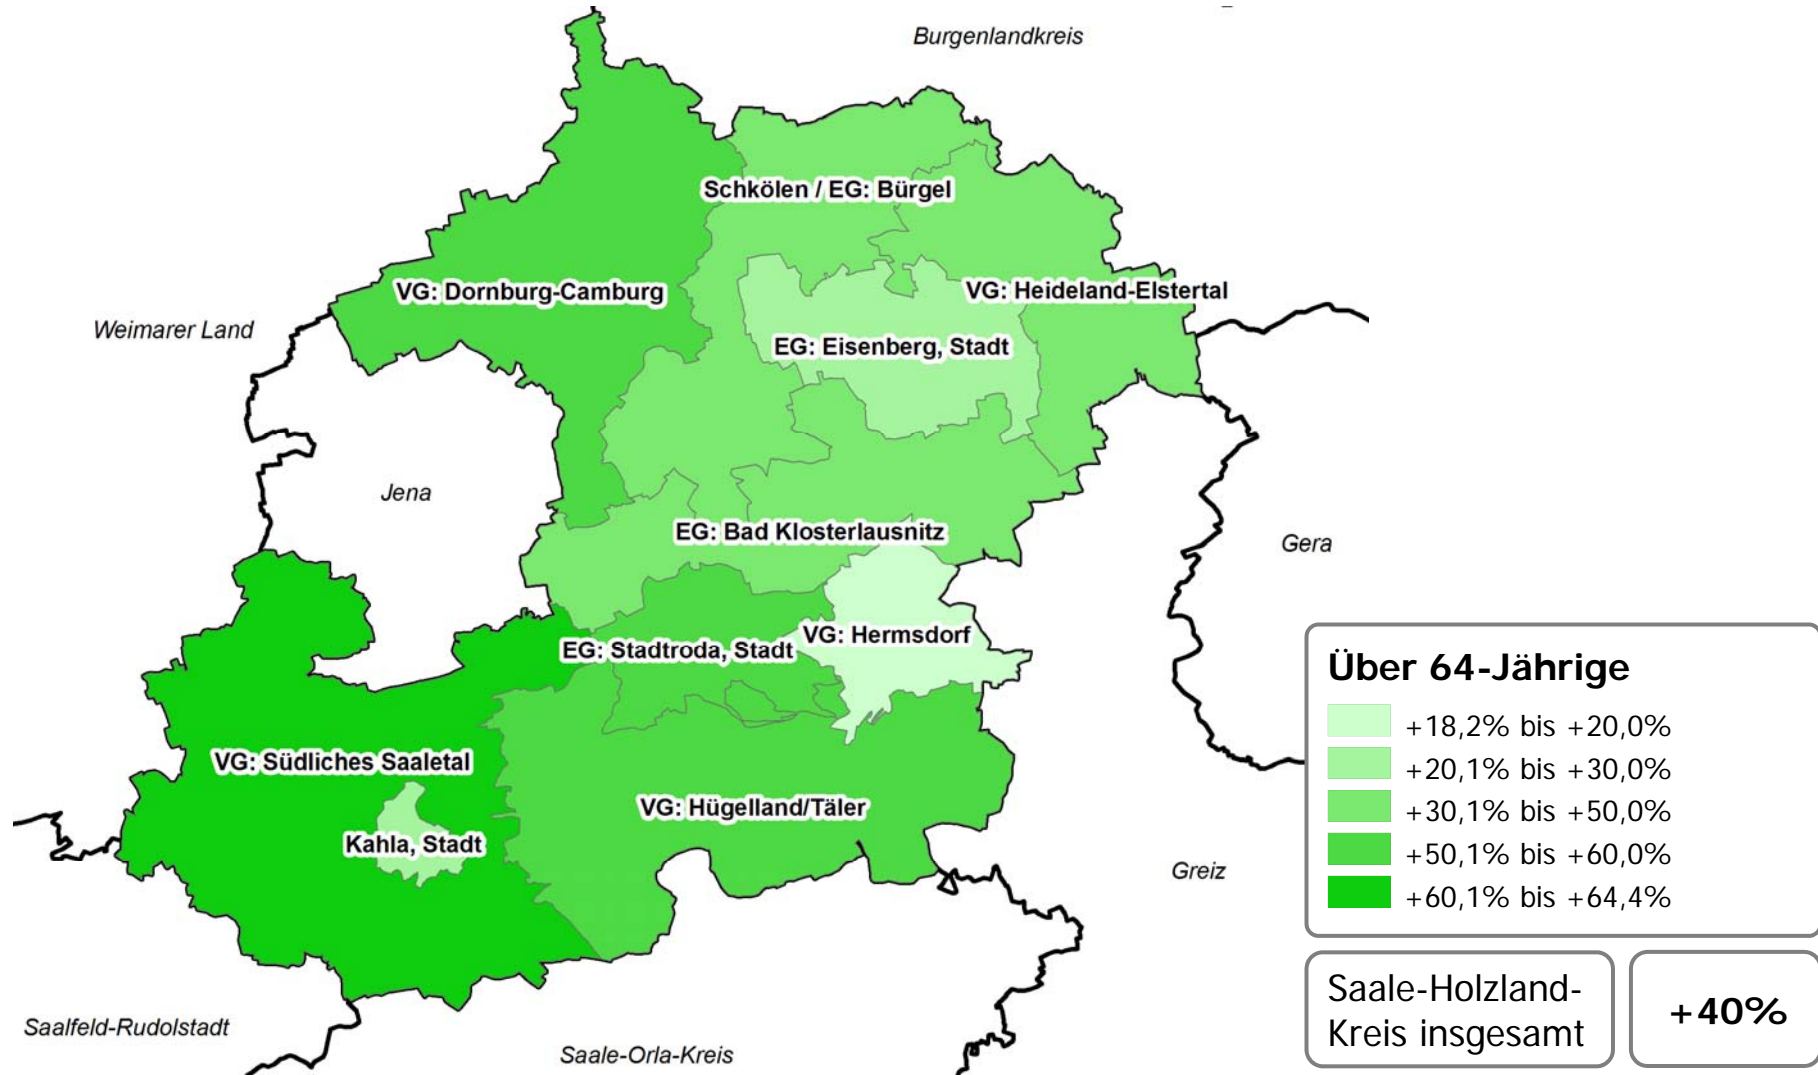 Burgenlandkreis
Schkölen / EG: Bürgel
VG: Dornburg-Camburg
VG: Heideland-Elstertal
Weimarer Land
EG: Eisenberg, Stadt
Jena
EG: Bad Klosterlausnitz
Gera
VG: Hermsdorf
EG: Stadtroda, Stadt
VG: Südliches Saaletal
VG: Hügelland/Täler
Kahla, Stadt
Greiz
Saalfeld-Rudolstadt
Saale-Orla-Kreis
Über 64-Jährige
+18,2% bis +20,0%
+20,1% bis +30,0%
+30,1% bis +50,0%
+50,1% bis +60,0%
+60,1% bis +64,4%
Saale-Holzland-
Kreis insgesamt
+40%